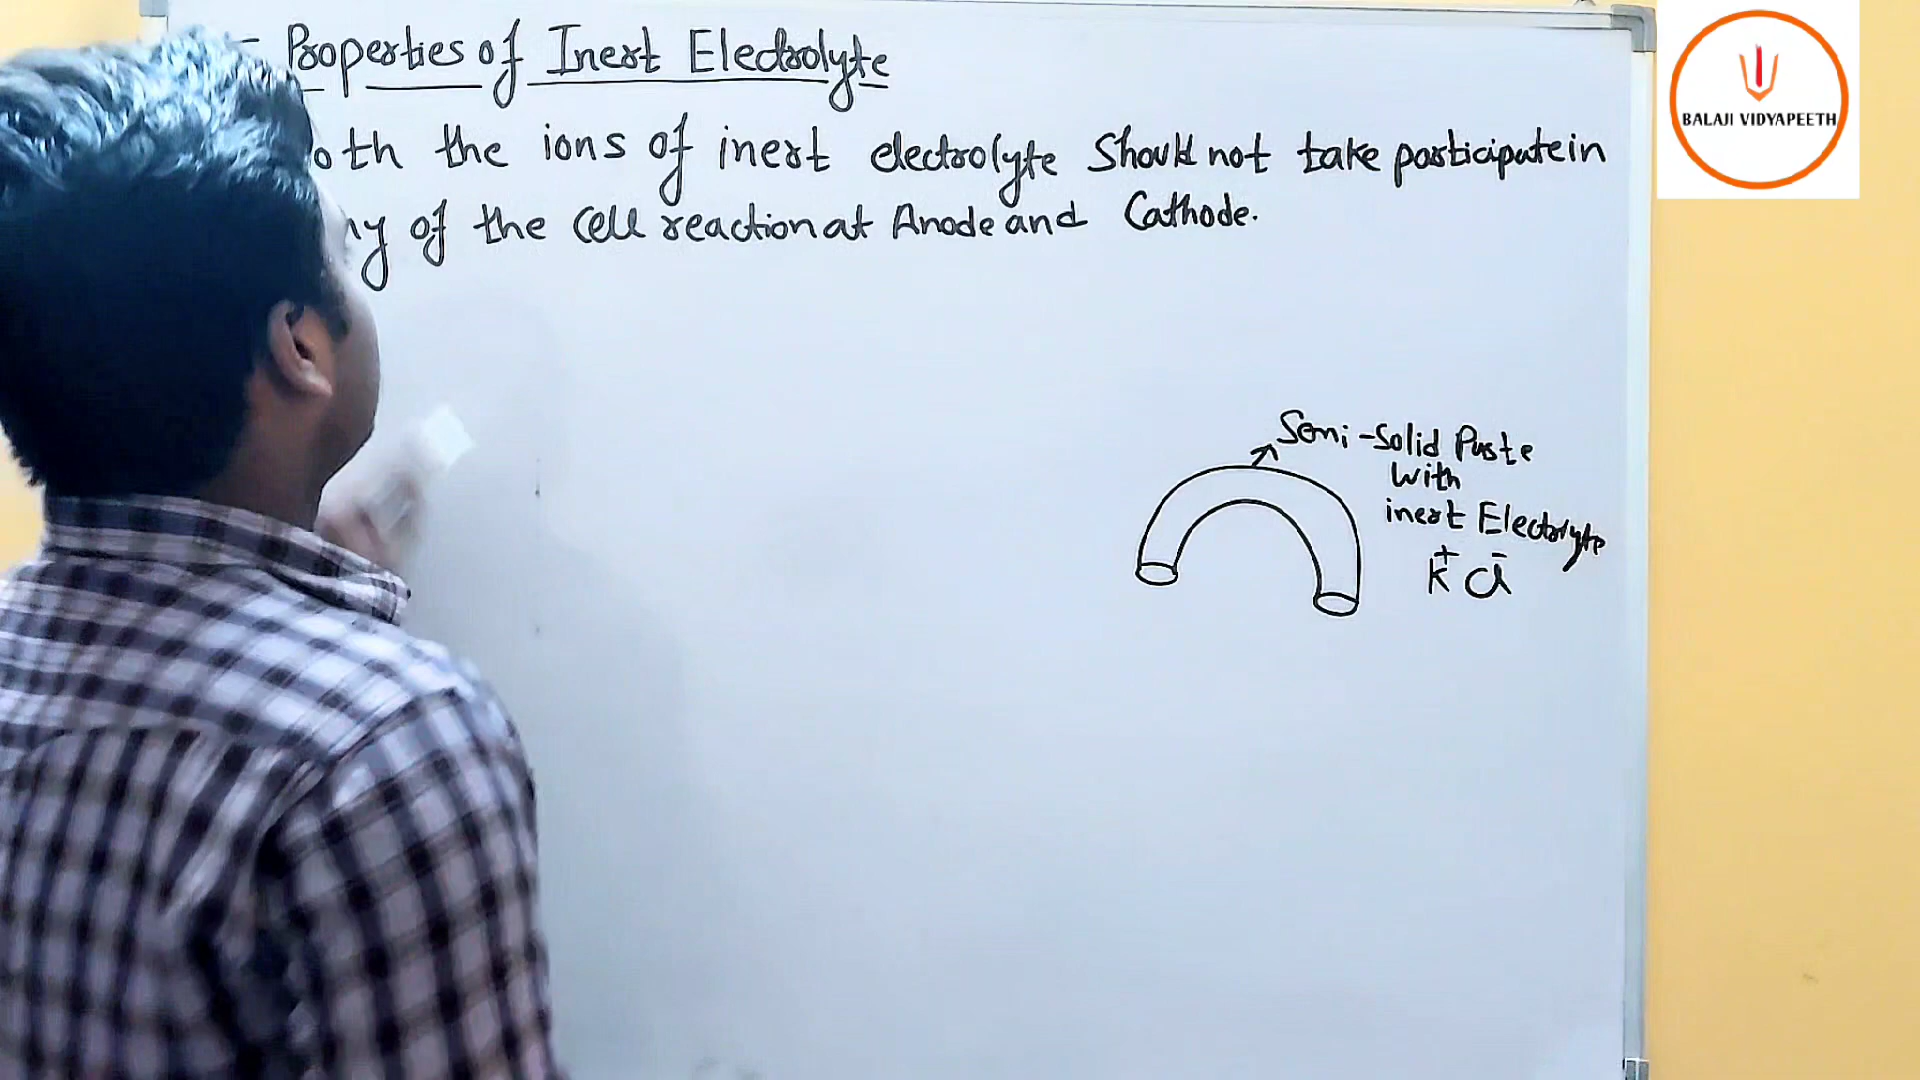 Properties of Inert Electrolyte
oth the ions of inert electrolyte should not take participate in
ny of the cell reaction at Anode and Cathode.
Semi-Solid Paste
with
inert Electrolyte
K+ Cl-
BALAJI VIDYAPEETH